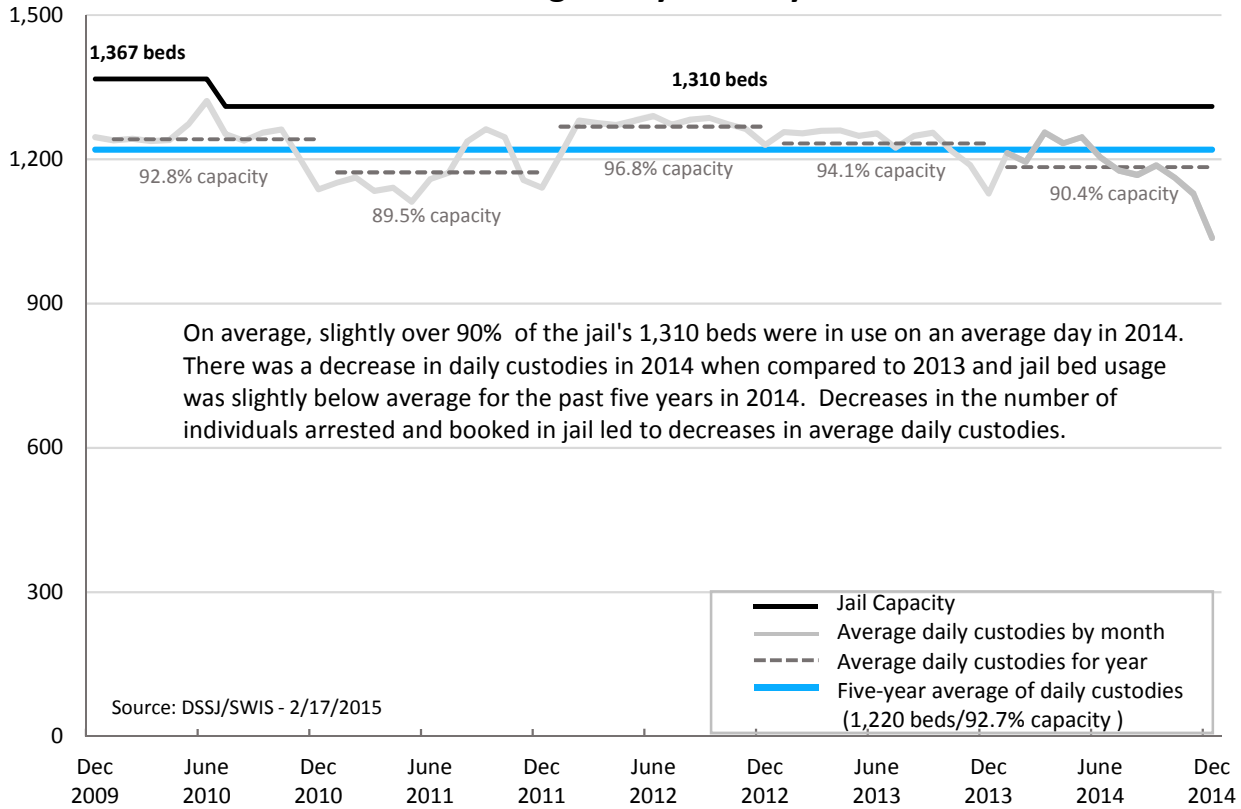 1,500
1,200
900
600
300
0
1,367 beds
1,310 beds
92.8% capacity
89.5% capacity
96.8% capacity
94.1% capacity
90.4% capacity
On average, slightly over 90% of the jail's 1,310 beds were in use on an average day in 2014.
There was a decrease in daily custodies in 2014 when compared to 2013 and jail bed usage
was slightly below average for the past five years in 2014. Decreases in the number of
individuals arrested and booked in jail led to decreases in average daily custodies.
Jail Capacity
Average daily custodies by month
Average daily custodies for year
Five-year average of daily custodies
(1,220 beds/92.7% capacity )
Source: DSSJ/SWIS - 2/17/2015
Dec June Dec June Dec June Dec June Dec June Dec
2009 2010 2010 2011 2011 2012 2012 2013 2013 2014 2014